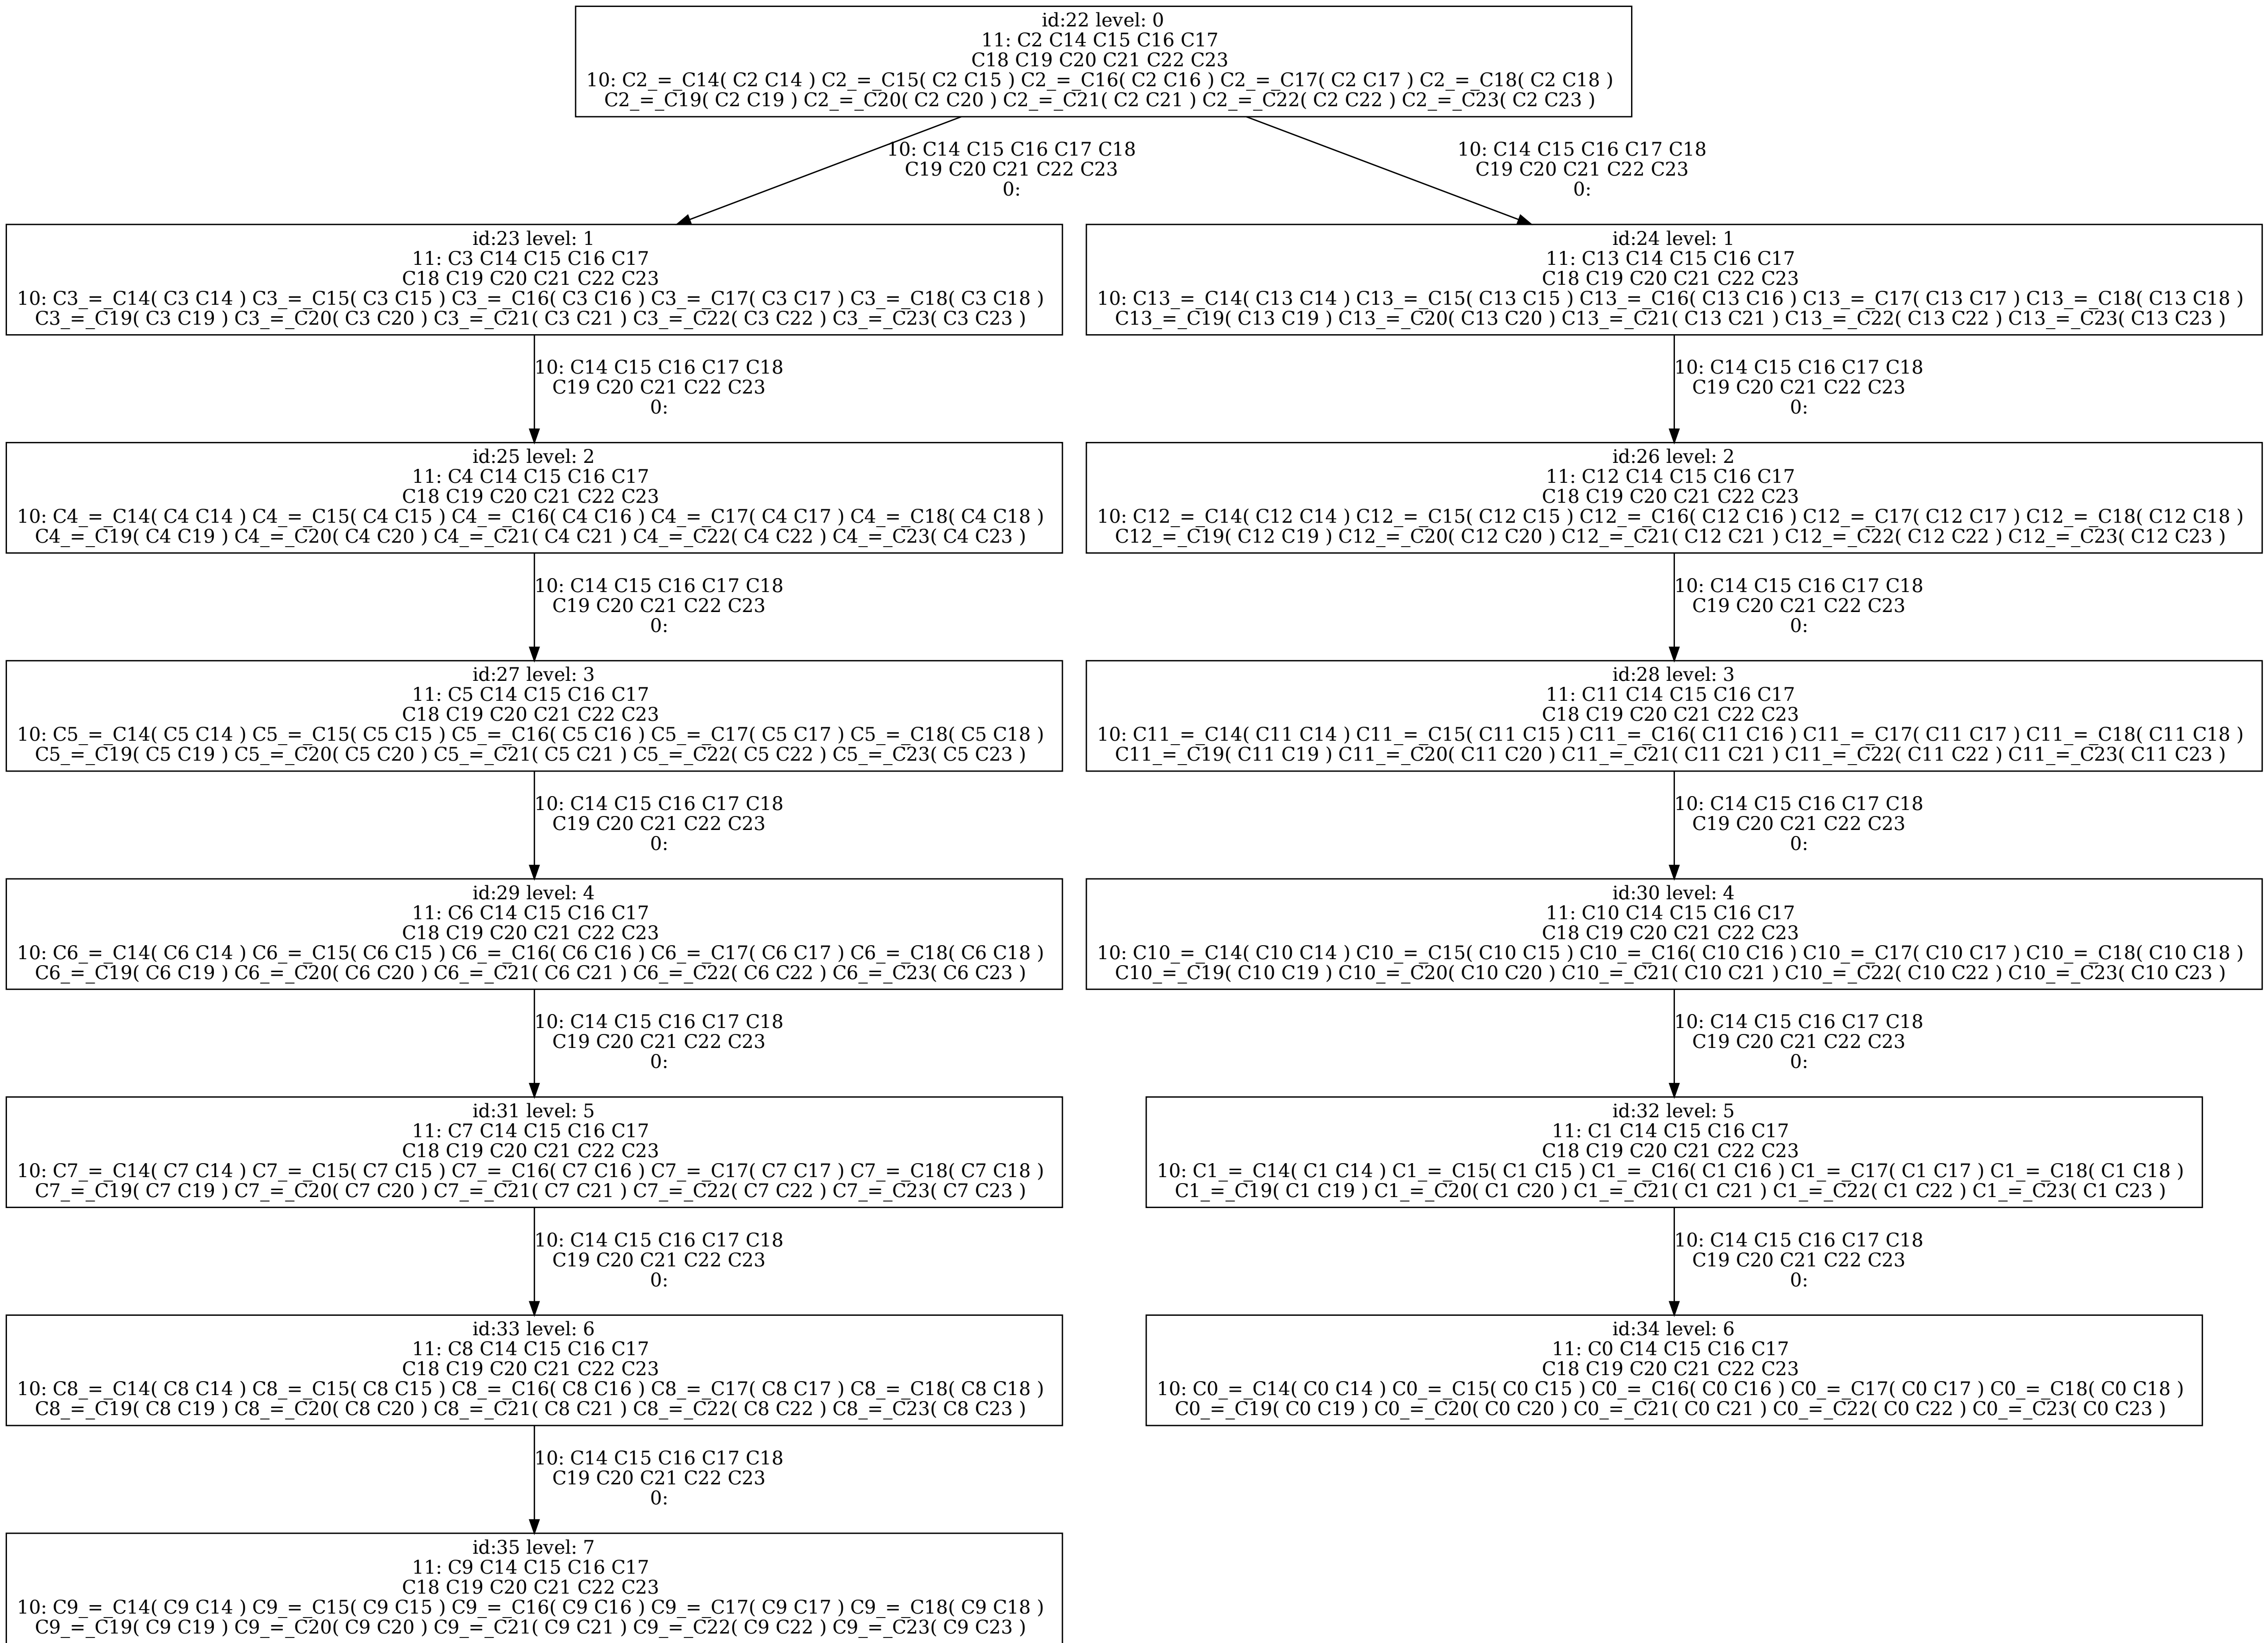 id:22 level: 0
11: C2 C14 C15 C16 C17
C18 C19 C20 C21 C22 C23
10: C2_=_C14( C2 C14 ) C2_=_C15( C2 C15 ) C2_=_C16( C2 C16 ) C2_=_C17( C2 C17 ) C2_=_C18( C2 C18 )
C2_=_C19( C2 C19 ) C2_=_C20( C2 C20 ) C2_=_C21( C2 C21 ) C2_=_C22( C2 C22 ) C2_=_C23( C2 C23 )
10: C14 C15 C16 C17 C18
C19 C20 C21 C22 C23
0:
10: C14 C15 C16 C17 C18
C19 C20 C21 C22 C23
0:
id:23 level: 1
11: C3 C14 C15 C16 C17
C18 C19 C20 C21 C22 C23
10: C3_=_C14( C3 C14 ) C3_=_C15( C3 C15 ) C3_=_C16( C3 C16 ) C3_=_C17( C3 C17 ) C3_=_C18( C3 C18 )
C3_=_C19( C3 C19 ) C3_=_C20( C3 C20 ) C3_=_C21( C3 C21 ) C3_=_C22( C3 C22 ) C3_=_C23( C3 C23 )
id:24 level: 1
11: C13 C14 C15 C16 C17
C18 C19 C20 C21 C22 C23
10: C13_=_C14( C13 C14 ) C13_=_C15( C13 C15 ) C13_=_C16( C13 C16 ) C13_=_C17( C13 C17 ) C13_=_C18( C13 C18 )
C13_=_C19( C13 C19 ) C13_=_C20( C13 C20 ) C13_=_C21( C13 C21 ) C13_=_C22( C13 C22 ) C13_=_C23( C13 C23 )
10: C14 C15 C16 C17 C18
C19 C20 C21 C22 C23
0:
10: C14 C15 C16 C17 C18
C19 C20 C21 C22 C23
0:
id:25 level: 2
11: C4 C14 C15 C16 C17
C18 C19 C20 C21 C22 C23
10: C4_=_C14( C4 C14 ) C4_=_C15( C4 C15 ) C4_=_C16( C4 C16 ) C4_=_C17( C4 C17 ) C4_=_C18( C4 C18 )
C4_=_C19( C4 C19 ) C4_=_C20( C4 C20 ) C4_=_C21( C4 C21 ) C4_=_C22( C4 C22 ) C4_=_C23( C4 C23 )
id:26 level: 2
11: C12 C14 C15 C16 C17
C18 C19 C20 C21 C22 C23
10: C12_=_C14( C12 C14 ) C12_=_C15( C12 C15 ) C12_=_C16( C12 C16 ) C12_=_C17( C12 C17 ) C12_=_C18( C12 C18 )
C12_=_C19( C12 C19 ) C12_=_C20( C12 C20 ) C12_=_C21( C12 C21 ) C12_=_C22( C12 C22 ) C12_=_C23( C12 C23 )
10: C14 C15 C16 C17 C18
C19 C20 C21 C22 C23
0:
10: C14 C15 C16 C17 C18
C19 C20 C21 C22 C23
0:
id:27 level: 3
11: C5 C14 C15 C16 C17
C18 C19 C20 C21 C22 C23
10: C5_=_C14( C5 C14 ) C5_=_C15( C5 C15 ) C5_=_C16( C5 C16 ) C5_=_C17( C5 C17 ) C5_=_C18( C5 C18 )
C5_=_C19( C5 C19 ) C5_=_C20( C5 C20 ) C5_=_C21( C5 C21 ) C5_=_C22( C5 C22 ) C5_=_C23( C5 C23 )
id:28 level: 3
11: C11 C14 C15 C16 C17
C18 C19 C20 C21 C22 C23
10: C11_=_C14( C11 C14 ) C11_=_C15( C11 C15 ) C11_=_C16( C11 C16 ) C11_=_C17( C11 C17 ) C11_=_C18( C11 C18 )
C11_=_C19( C11 C19 ) C11_=_C20( C11 C20 ) C11_=_C21( C11 C21 ) C11_=_C22( C11 C22 ) C11_=_C23( C11 C23 )
10: C14 C15 C16 C17 C18
C19 C20 C21 C22 C23
0:
10: C14 C15 C16 C17 C18
C19 C20 C21 C22 C23
0:
id:29 level: 4
11: C6 C14 C15 C16 C17
C18 C19 C20 C21 C22 C23
10: C6_=_C14( C6 C14 ) C6_=_C15( C6 C15 ) C6_=_C16( C6 C16 ) C6_=_C17( C6 C17 ) C6_=_C18( C6 C18 )
C6_=_C19( C6 C19 ) C6_=_C20( C6 C20 ) C6_=_C21( C6 C21 ) C6_=_C22( C6 C22 ) C6_=_C23( C6 C23 )
id:30 level: 4
11: C10 C14 C15 C16 C17
C18 C19 C20 C21 C22 C23
10: C10_=_C14( C10 C14 ) C10_=_C15( C10 C15 ) C10_=_C16( C10 C16 ) C10_=_C17( C10 C17 ) C10_=_C18( C10 C18 )
C10_=_C19( C10 C19 ) C10_=_C20( C10 C20 ) C10_=_C21( C10 C21 ) C10_=_C22( C10 C22 ) C10_=_C23( C10 C23 )
10: C14 C15 C16 C17 C18
C19 C20 C21 C22 C23
0:
10: C14 C15 C16 C17 C18
C19 C20 C21 C22 C23
0:
id:31 level: 5
11: C7 C14 C15 C16 C17
C18 C19 C20 C21 C22 C23
10: C7_=_C14( C7 C14 ) C7_=_C15( C7 C15 ) C7_=_C16( C7 C16 ) C7_=_C17( C7 C17 ) C7_=_C18( C7 C18 )
C7_=_C19( C7 C19 ) C7_=_C20( C7 C20 ) C7_=_C21( C7 C21 ) C7_=_C22( C7 C22 ) C7_=_C23( C7 C23 )
id:32 level: 5
11: C1 C14 C15 C16 C17
C18 C19 C20 C21 C22 C23
10: C1_=_C14( C1 C14 ) C1_=_C15( C1 C15 ) C1_=_C16( C1 C16 ) C1_=_C17( C1 C17 ) C1_=_C18( C1 C18 )
C1_=_C19( C1 C19 ) C1_=_C20( C1 C20 ) C1_=_C21( C1 C21 ) C1_=_C22( C1 C22 ) C1_=_C23( C1 C23 )
10: C14 C15 C16 C17 C18
C19 C20 C21 C22 C23
0:
10: C14 C15 C16 C17 C18
C19 C20 C21 C22 C23
0:
id:33 level: 6
11: C8 C14 C15 C16 C17
C18 C19 C20 C21 C22 C23
10: C8_=_C14( C8 C14 ) C8_=_C15( C8 C15 ) C8_=_C16( C8 C16 ) C8_=_C17( C8 C17 ) C8_=_C18( C8 C18 )
C8_=_C19( C8 C19 ) C8_=_C20( C8 C20 ) C8_=_C21( C8 C21 ) C8_=_C22( C8 C22 ) C8_=_C23( C8 C23 )
id:34 level: 6
11: C0 C14 C15 C16 C17
C18 C19 C20 C21 C22 C23
10: C0_=_C14( C0 C14 ) C0_=_C15( C0 C15 ) C0_=_C16( C0 C16 ) C0_=_C17( C0 C17 ) C0_=_C18( C0 C18 )
C0_=_C19( C0 C19 ) C0_=_C20( C0 C20 ) C0_=_C21( C0 C21 ) C0_=_C22( C0 C22 ) C0_=_C23( C0 C23 )
10: C14 C15 C16 C17 C18
C19 C20 C21 C22 C23
0:
id:35 level: 7
11: C9 C14 C15 C16 C17
C18 C19 C20 C21 C22 C23
10: C9_=_C14( C9 C14 ) C9_=_C15( C9 C15 ) C9_=_C16( C9 C16 ) C9_=_C17( C9 C17 ) C9_=_C18( C9 C18 )
C9_=_C19( C9 C19 ) C9_=_C20( C9 C20 ) C9_=_C21( C9 C21 ) C9_=_C22( C9 C22 ) C9_=_C23( C9 C23 )